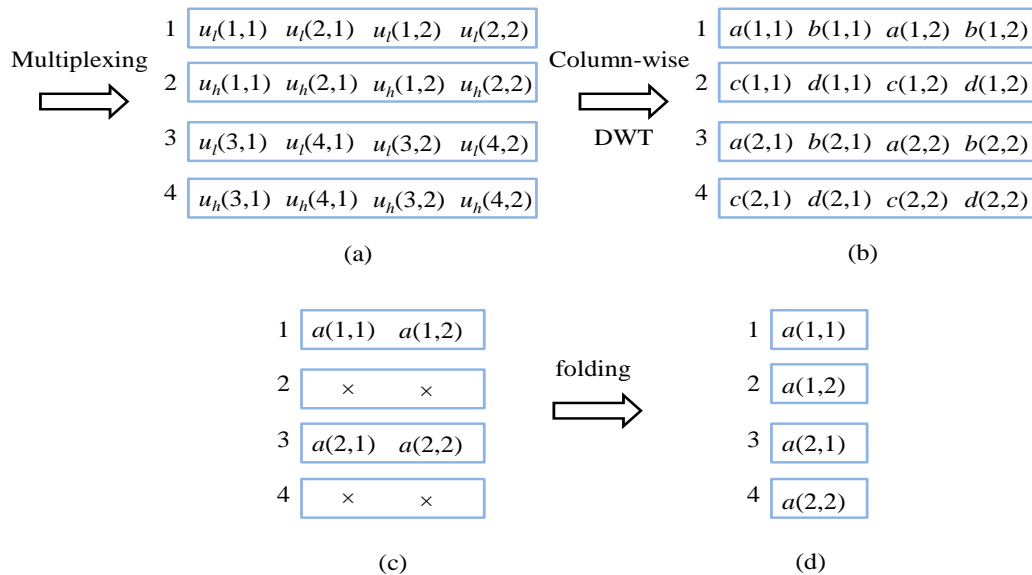 Multiplexing
1 u_l(1,1) u_l(2,1) u_l(1,2) u_l(2,2)
2 u_h(1,1) u_h(2,1) u_h(1,2) u_h(2,2)
3 u_l(3,1) u_l(4,1) u_l(3,2) u_l(4,2)
4 u_h(3,1) u_h(4,1) u_h(3,2) u_h(4,2)
(a)
Column-wise
DWT
1 a(1,1) b(1,1) a(1,2) b(1,2)
2 c(1,1) d(1,1) c(1,2) d(1,2)
3 a(2,1) b(2,1) a(2,2) b(2,2)
4 c(2,1) d(2,1) c(2,2) d(2,2)
(b)
1 a(1,1) a(1,2)
2 × ×
3 a(2,1) a(2,2)
4 × ×
(c)
folding
1 a(1,1)
2 a(1,2)
3 a(2,1)
4 a(2,2)
(d)